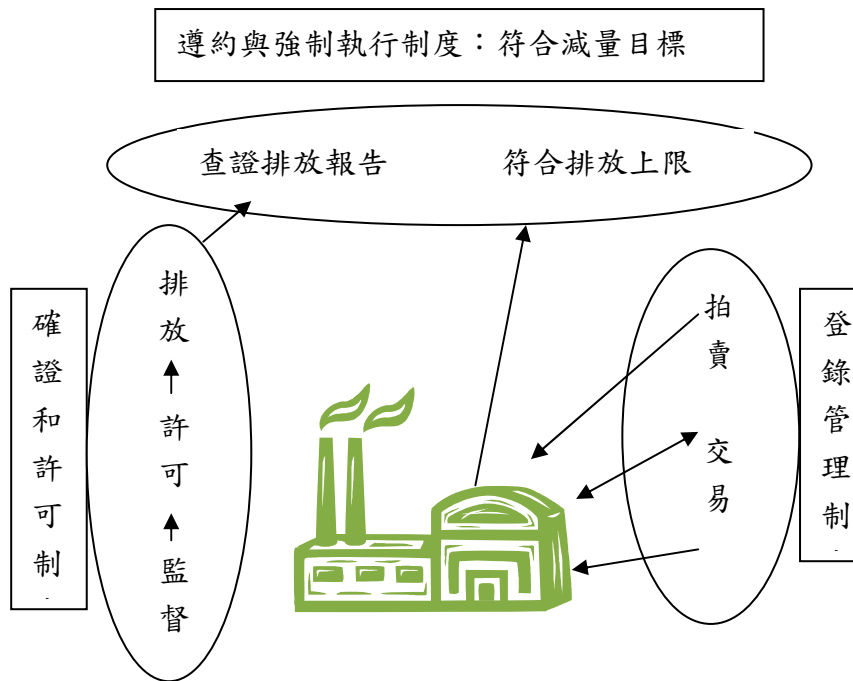 遵約與強制執行制度：符合減量目標
查證排放報告 符合排放上限
確證和許可制
排放
許可
監督
拍賣
交易
登錄管理制